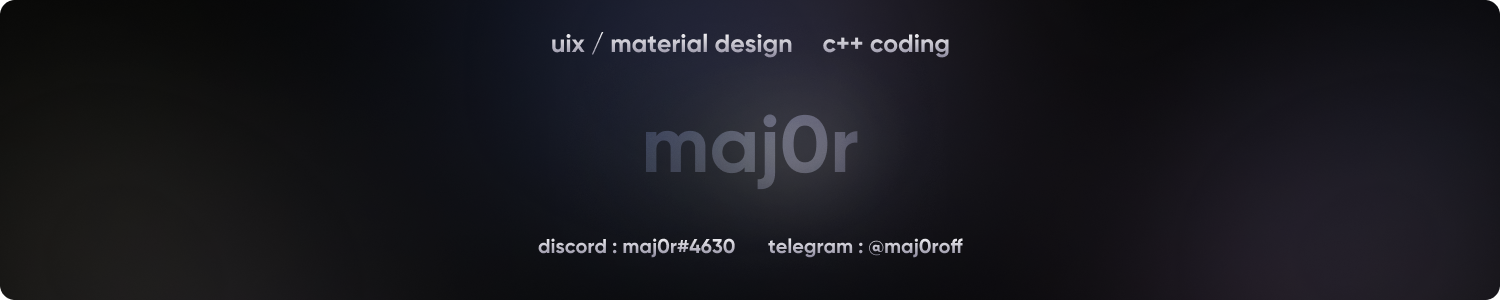 uix / material design c++ coding
maj0r
discord : maj0r#4630 telegram : @maj0roff